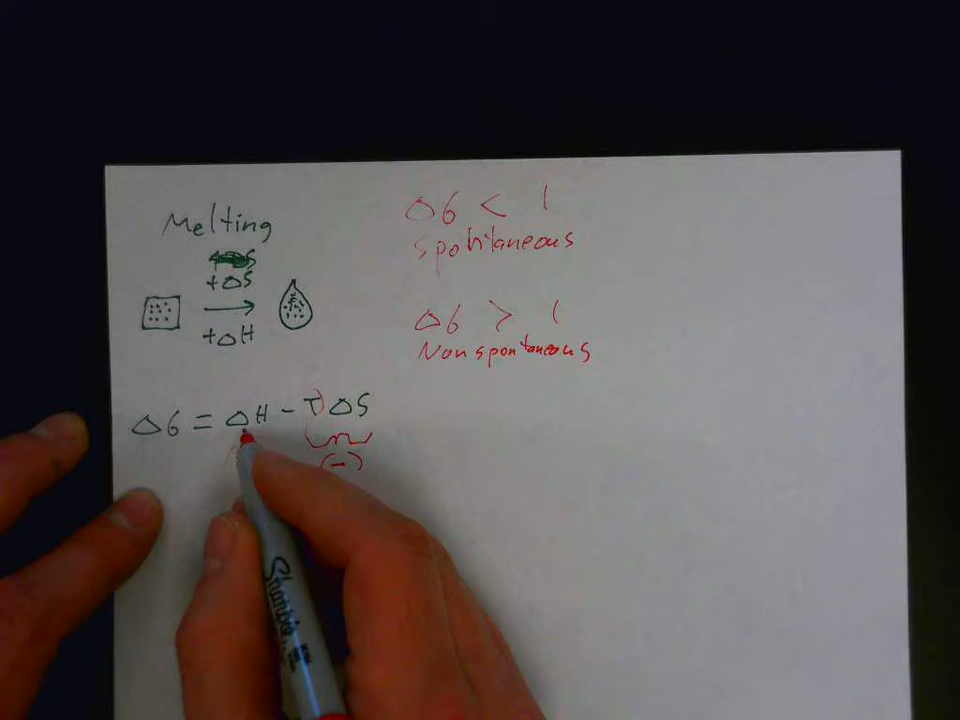 Melting
+ΔS
+ΔH
ΔG = ΔH - TΔS
(-)
ΔG < 1
Spontaneous
ΔG > 1
Nonspontaneous
Sharpie